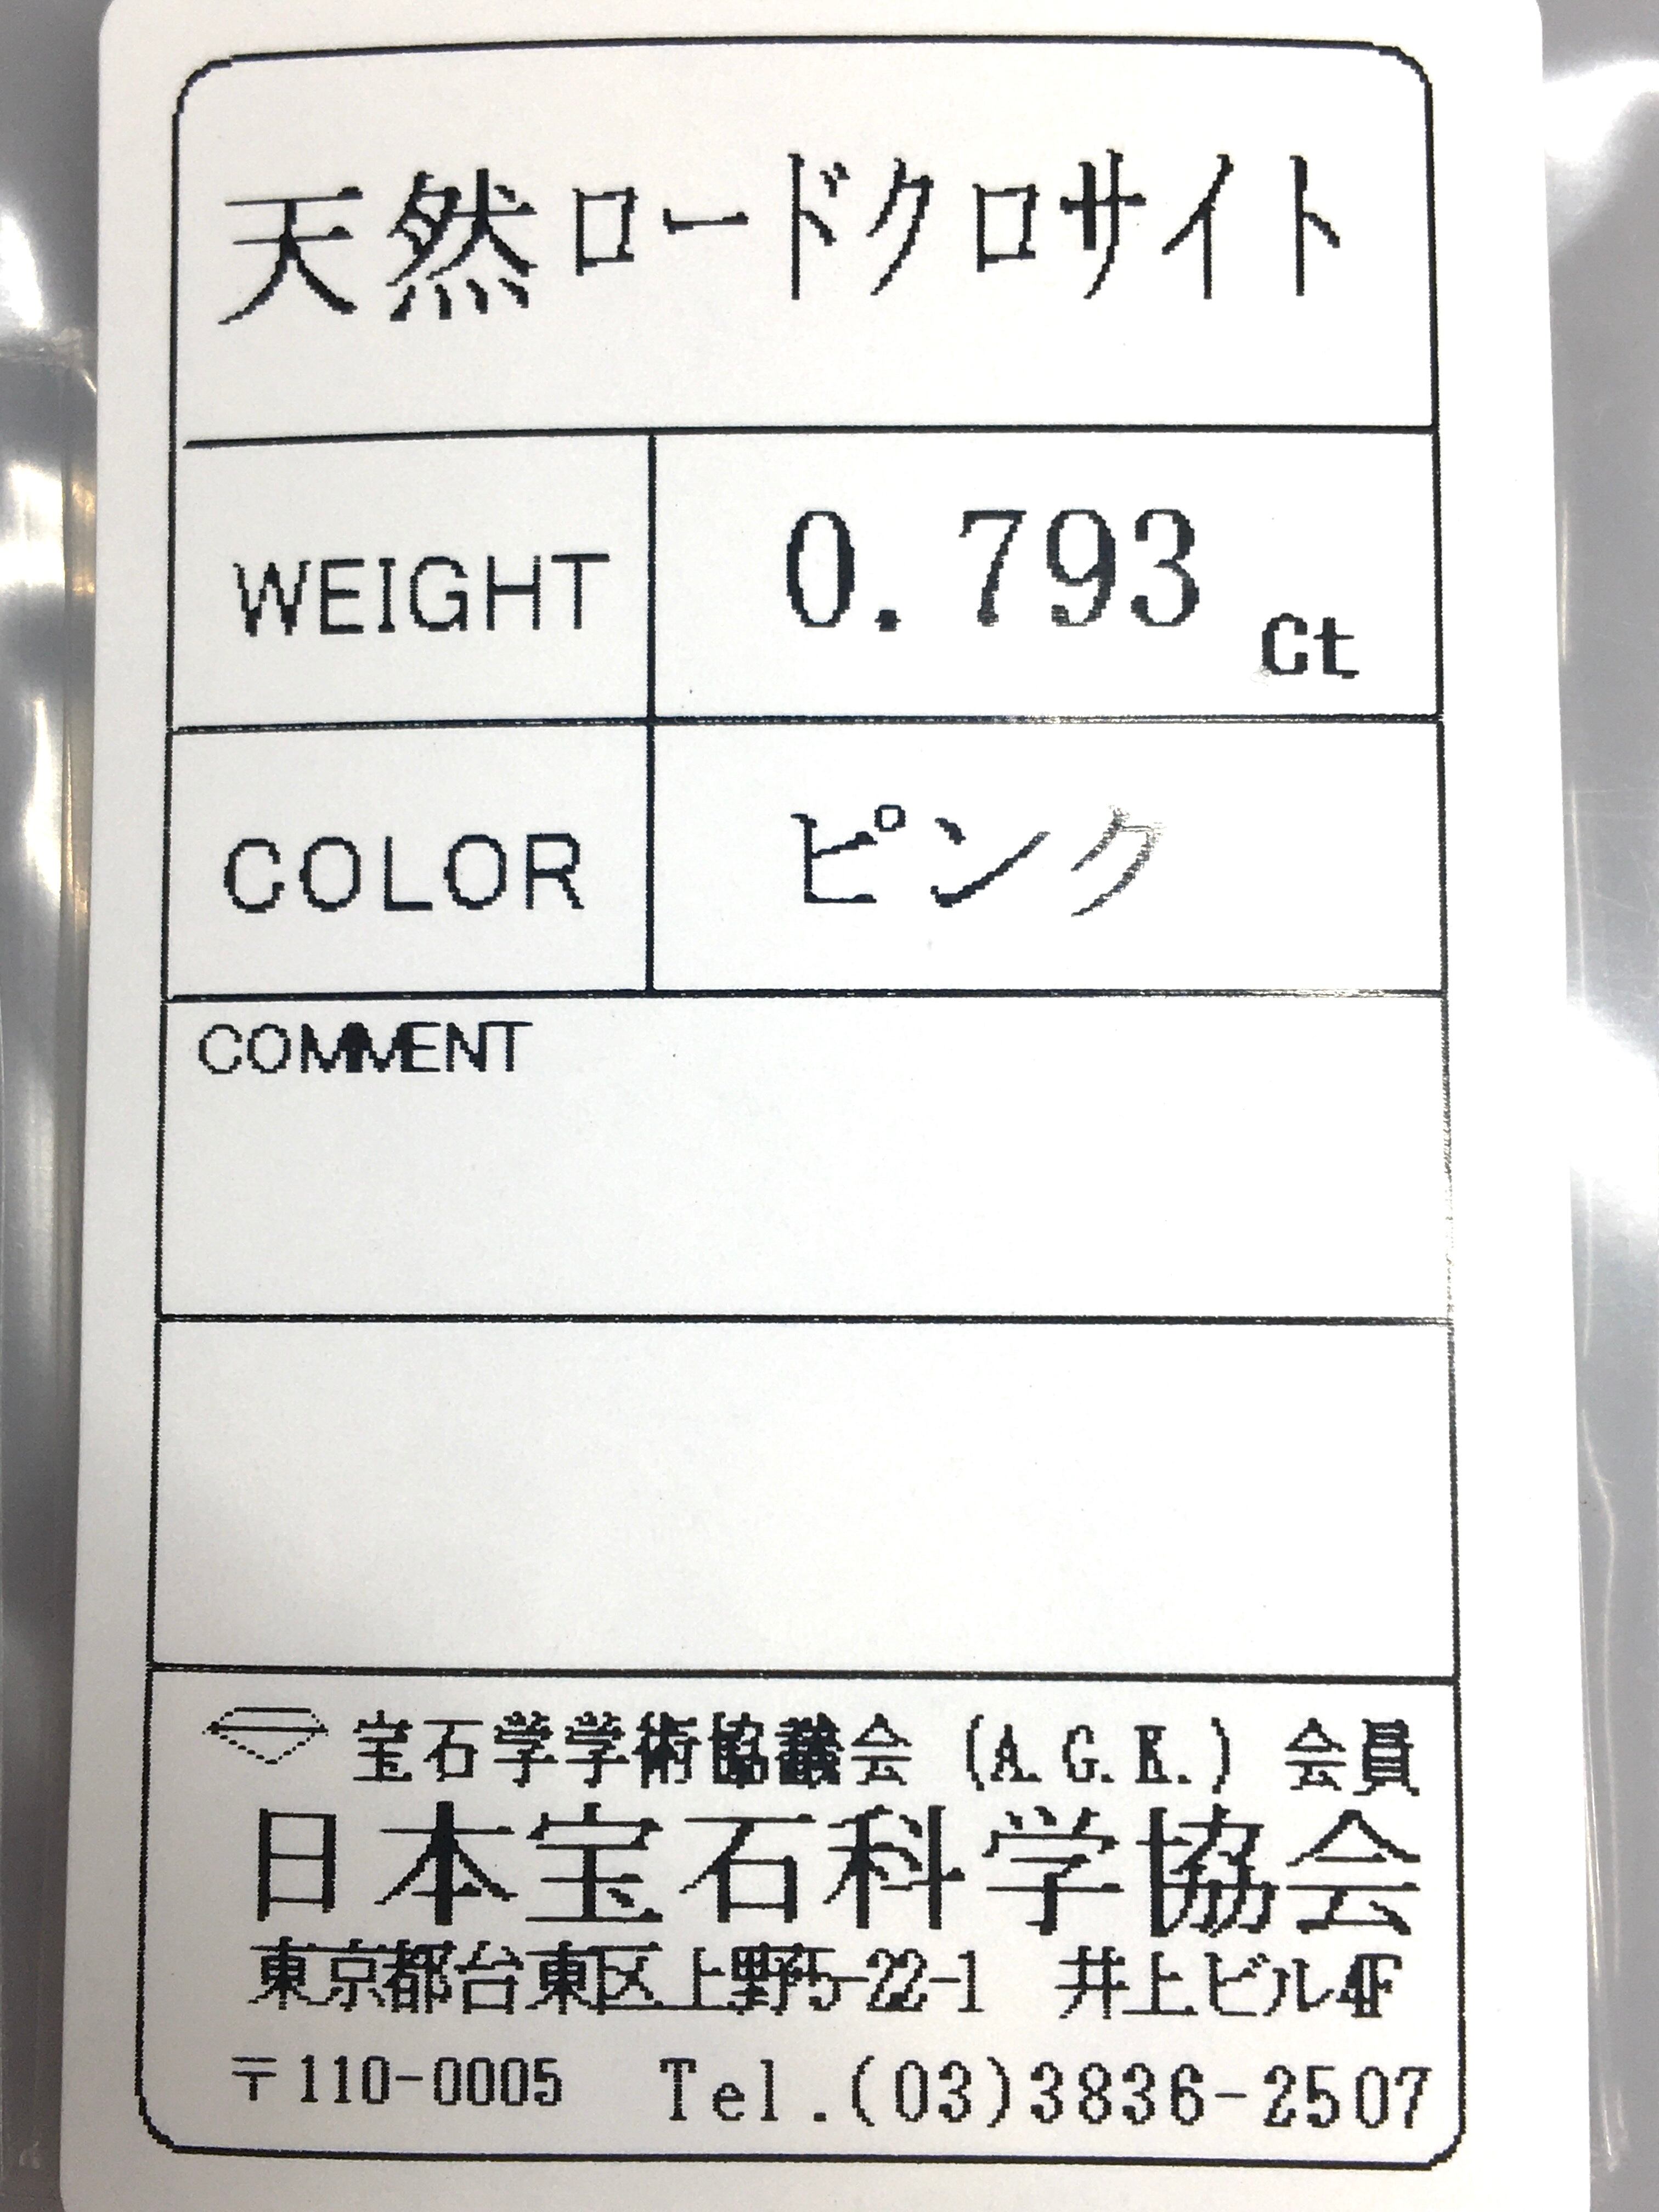 天然ロードクロサイト
WEIGHT 0.793 Ct
COLOR ピンク
COMMENT
宝石学学術協議会 (A.G.K.) 会員
日本宝石科学協会
東京都台東区上野5-22-1 井上ビル4F
〒110-0005 Tel.(03)3836-2507